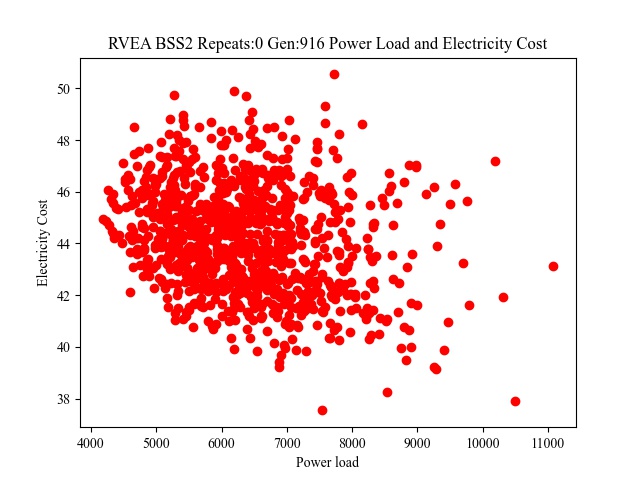 RVEA BSS2 Repeats:0 Gen:916 Power Load and Electricity Cost
Electricity Cost
50
48
46
44
42
40
38
4000 5000 6000 7000 8000 9000 10000 11000
Power load